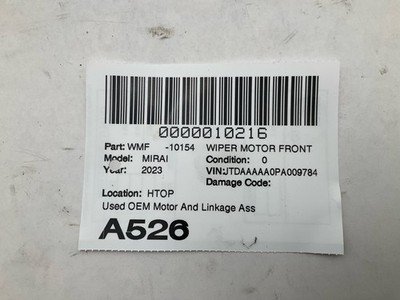 0000010216
Part: WMF -10154 WIPER MOTOR FRONT
Model: MIRAI Condition: 0
Year: 2023 VIN:JTDAAAAA0PA009784
Damage Code:
Location: HTOP
Used OEM Motor And Linkage Ass
A526